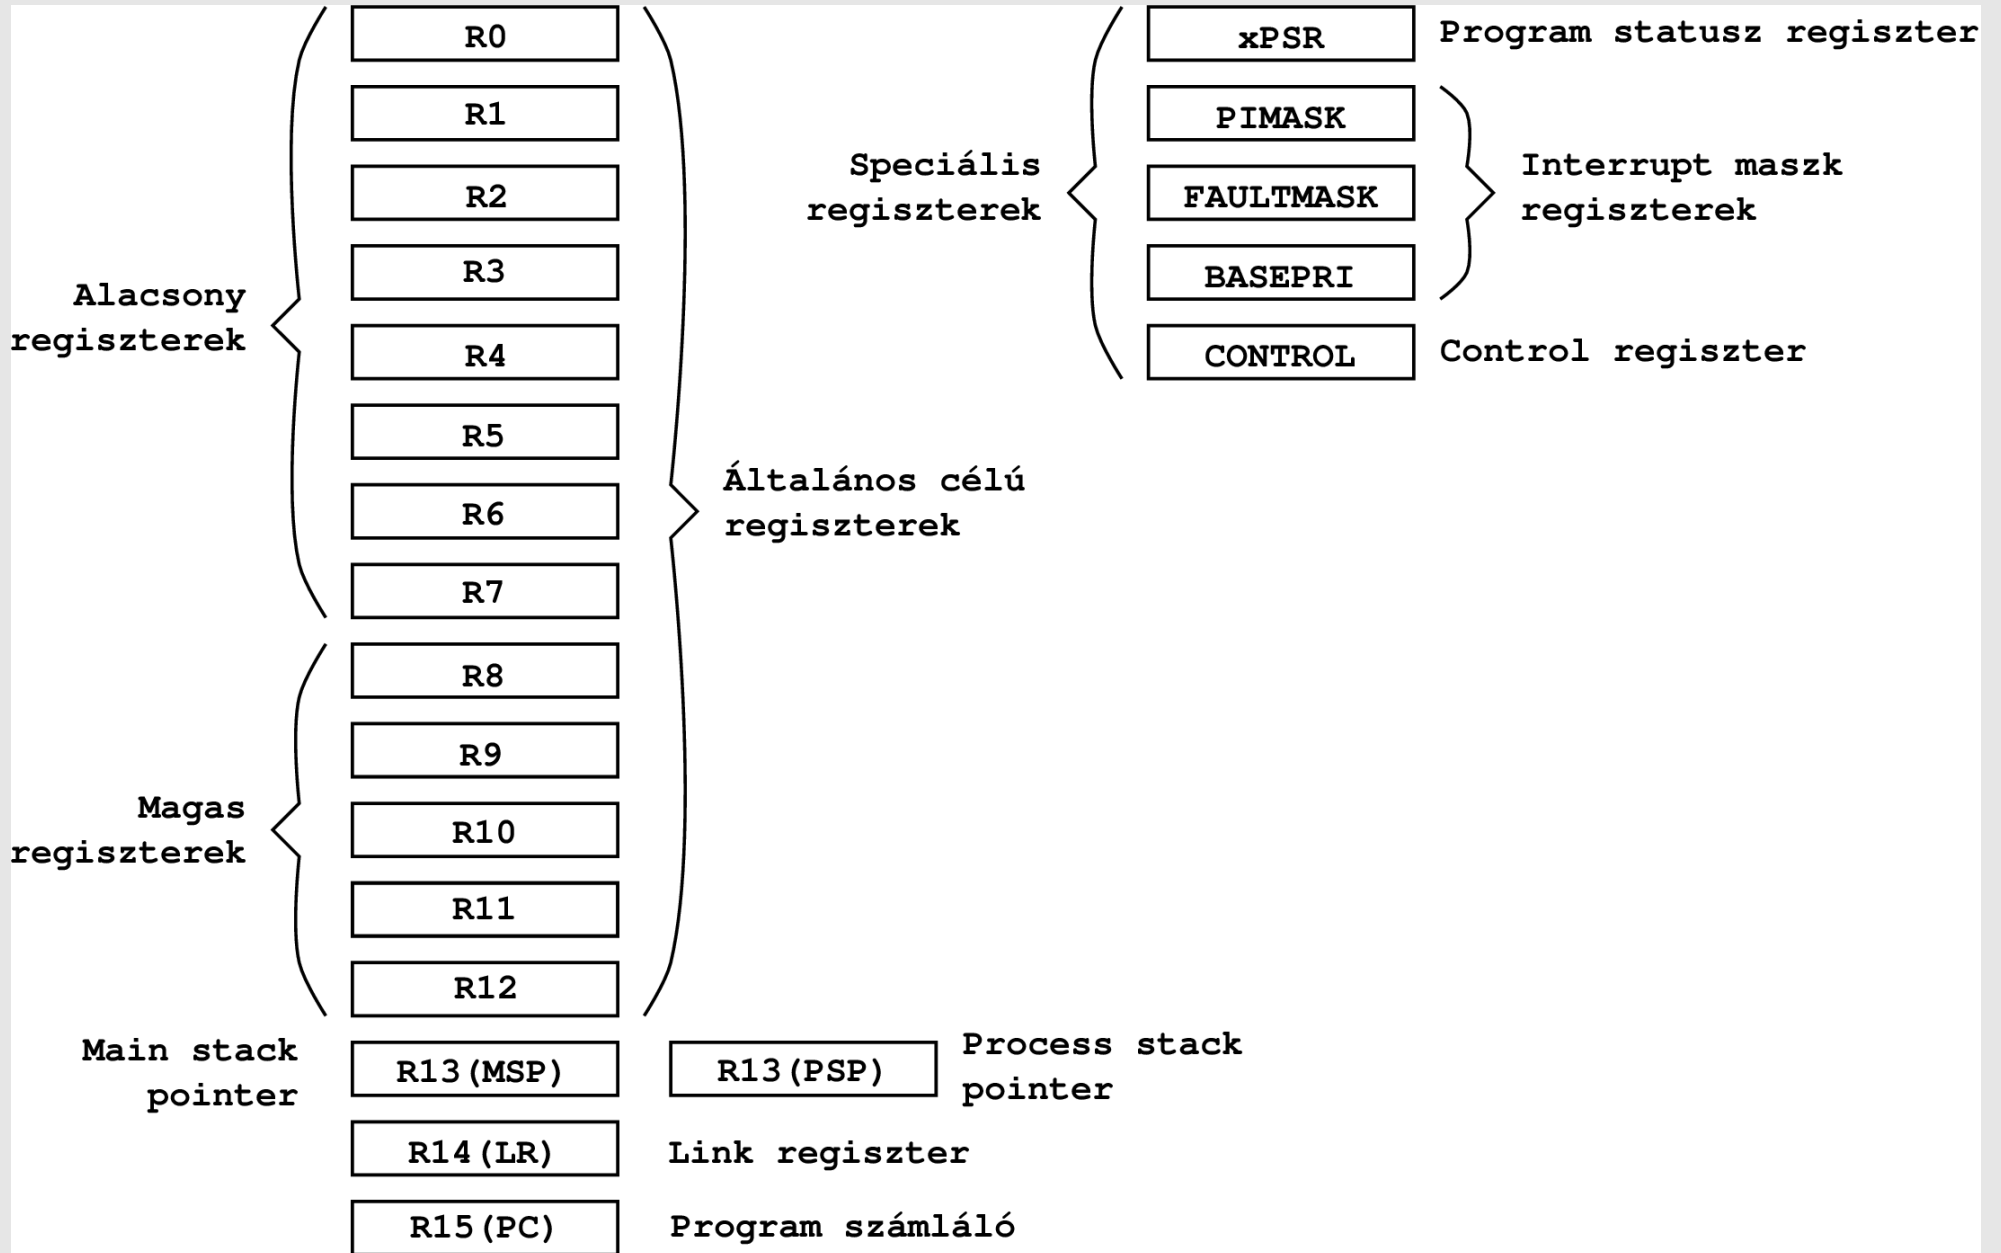 R0
R1
R2
R3
R4
R5
R6
R7
R8
R9
R10
R11
R12
R13(MSP)
R14(LR)
R15(PC)
Alacsony
regiszterek
Magas
regiszterek
Main stack
pointer
Általános célú
regiszterek
R13(PSP)
Process stack
pointer
Link regiszter
Program számláló
Speciális
regiszterek
xPSR
Program statusz regiszter
PIMASK
FAULTMASK
BASEPRI
Interrupt maszk
regiszterek
CONTROL
Control regiszter